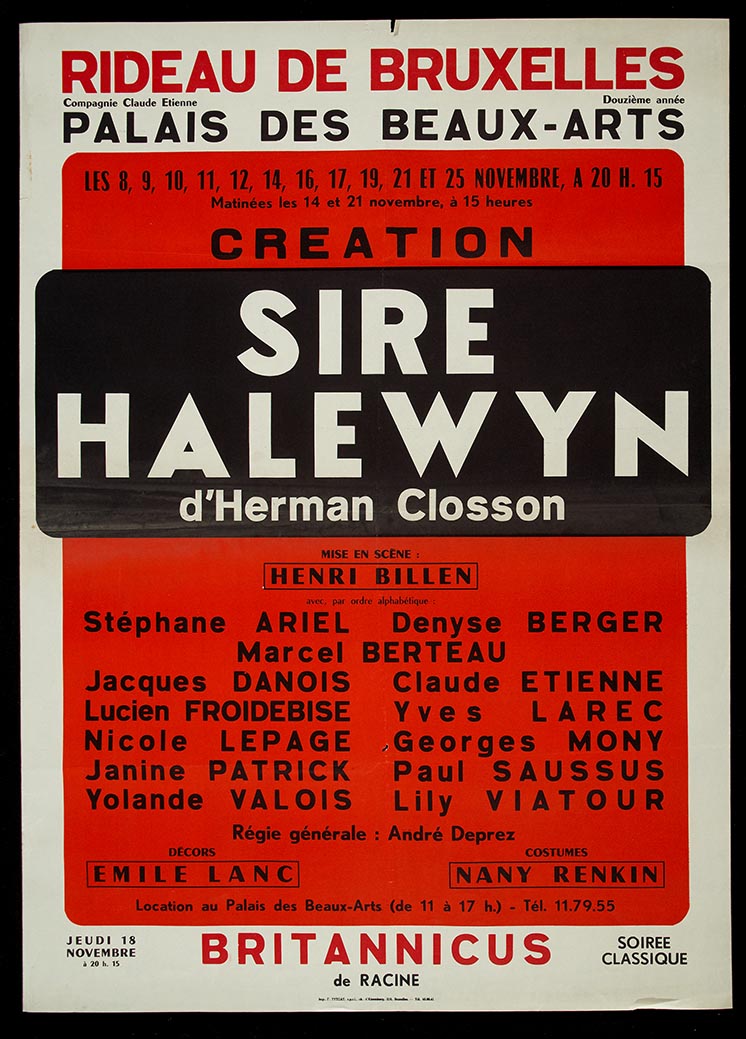 RIDEAU DE BRUXELLES
Compagnie Claude Etienne Douzième année
PALAIS DES BEAUX-ARTS
LES 8, 9, 10, 11, 12, 14, 16, 17, 19, 21 ET 25 NOVEMBRE, A 20 H. 15
Matinées les 14 et 21 novembre, à 15 heures
CREATION
SIRE
HALEWYN
d'Herman Closson
MISE EN SCÈNE :
HENRI BILLEN
avec, par ordre alphabétique :
Stéphane ARIEL Denyse BERGER
Marcel BERTEAU
Jacques DANOIS Claude ETIENNE
Lucien FROIDEBISE Yves LAREC
Nicole LEPAGE Georges MONY
Janine PATRICK Paul SAUSSUS
Yolande VALOIS Lily VIATOUR
Régie générale : André Deprez
DÉCORS COSTUMES
EMILE LANC NANY RENKIN
Location au Palais des Beaux-Arts (de 11 à 17 h.) - Tél. 11.79.55
JEUDI 18
NOVEMBRE
à 20 h. 15
BRITANNICUS
de RACINE
SOIREE
CLASSIQUE